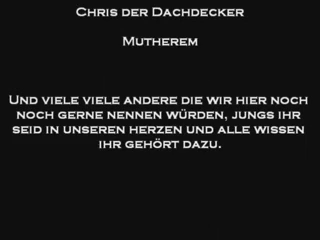 Chris der Dachdecker
Mutherem
Und viele viele andere die wir hier noch
noch gerne nennen würden, jungs ihr
seid in unseren herzen und alle wissen
ihr gehört dazu.